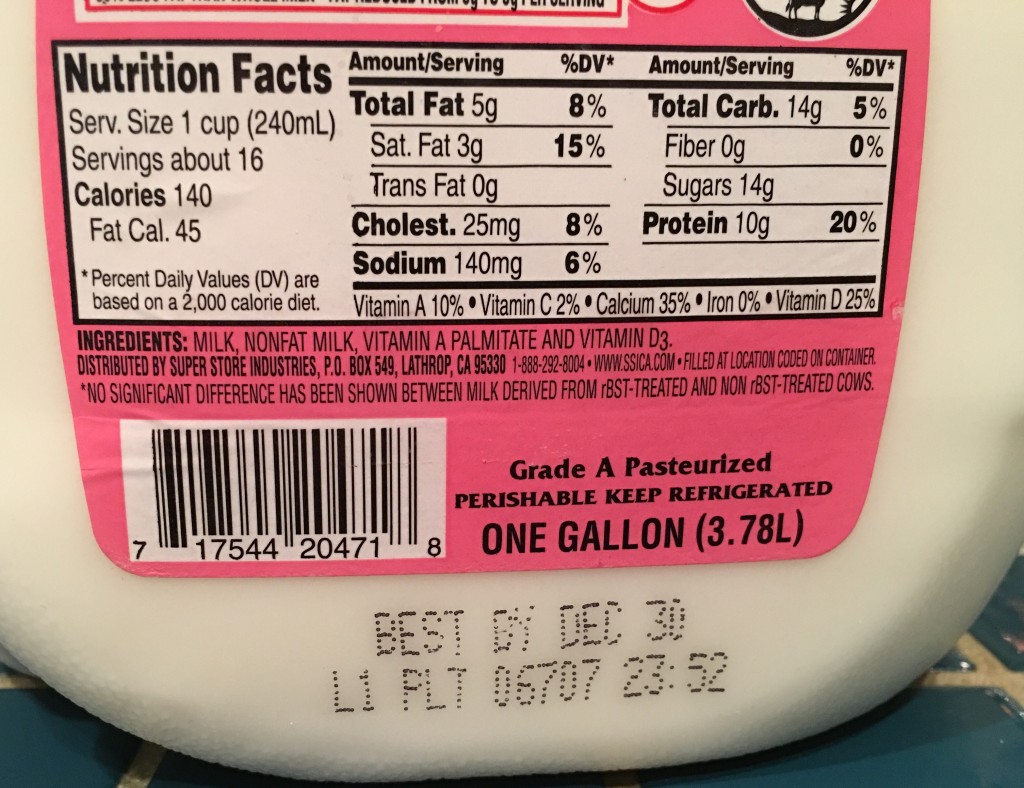 Nutrition Facts
Serv. Size 1 cup (240mL)
Servings about 16
Calories 140
Fat Cal. 45
*Percent Daily Values (DV) are
based on a 2,000 calorie diet.
Amount/Serving %DV*
Total Fat 5g 8%
Sat. Fat 3g 15%
Trans Fat 0g
Cholest. 25mg 8%
Sodium 140mg 6%
Amount/Serving %DV*
Total Carb. 14g 5%
Fiber 0g 0%
Sugars 14g
Protein 10g 20%
Vitamin A 10% • Vitamin C 2% • Calcium 35% • Iron 0% • Vitamin D 25%
INGREDIENTS: MILK, NONFAT MILK, VITAMIN A PALMITATE AND VITAMIN D3.
DISTRIBUTED BY SUPER STORE INDUSTRIES, P.O. BOX 549, LATHROP, CA 95330 1-888-292-8004 • WWW.SSICA.COM • FILLED AT LOCATION CODED ON CONTAINER.
*NO SIGNIFICANT DIFFERENCE HAS BEEN SHOWN BETWEEN MILK DERIVED FROM rBST-TREATED AND NON rBST-TREATED COWS.
7 17544 20471 8
Grade A Pasteurized
PERISHABLE KEEP REFRIGERATED
ONE GALLON (3.78L)
BEST BY DEC 30
L1 PLT 06707 23:52